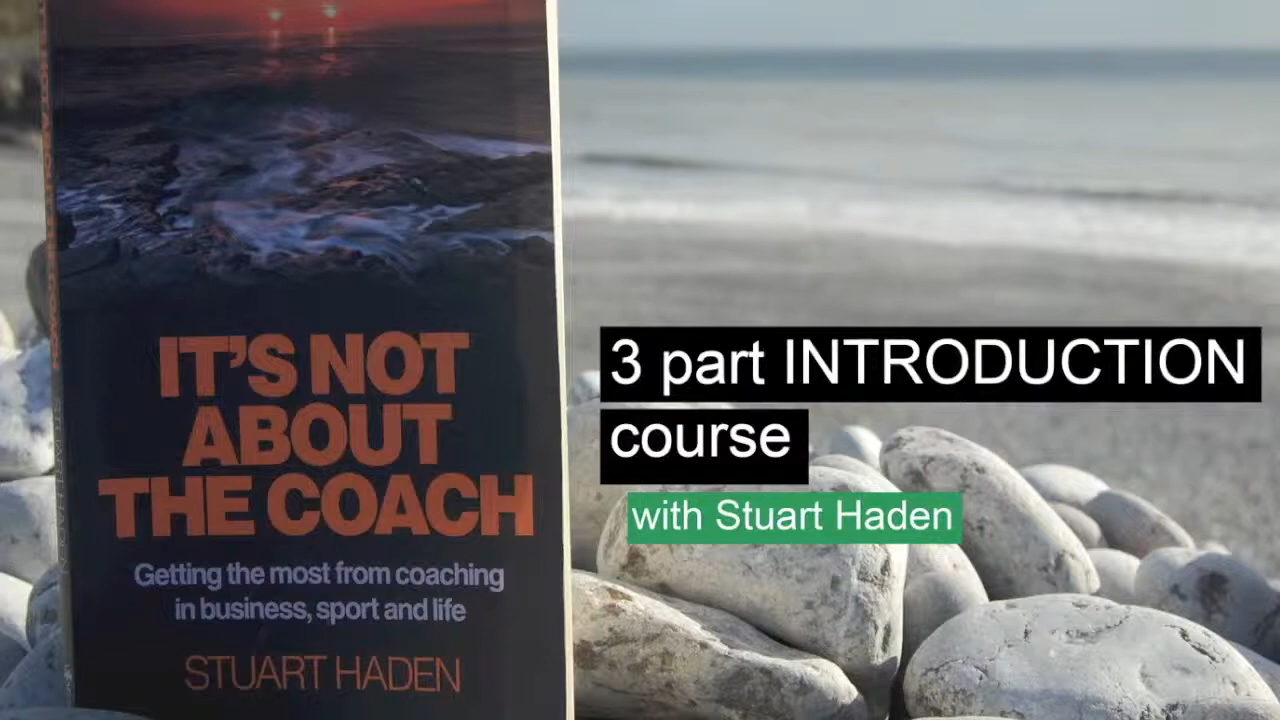 IT'S NOT
ABOUT
THE COACH
Getting the most from coaching
in business, sport and life
STUART HADEN
3 part INTRODUCTION
course
with Stuart Haden